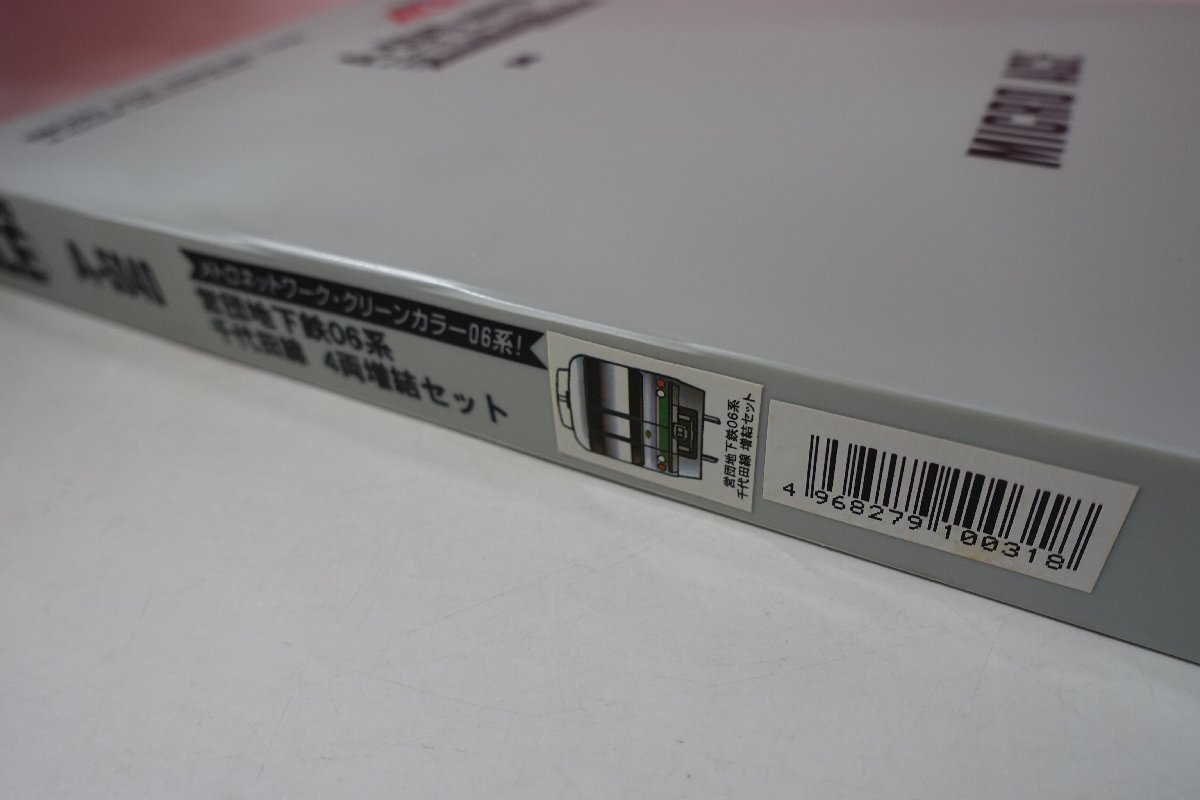 MICRO ACE
メトロネットワーク・グリーンカラー06系!
営団地下鉄06系
千代田線 4両増結セット
営団地下鉄06系
千代田線 増結セット
4 968279 100318